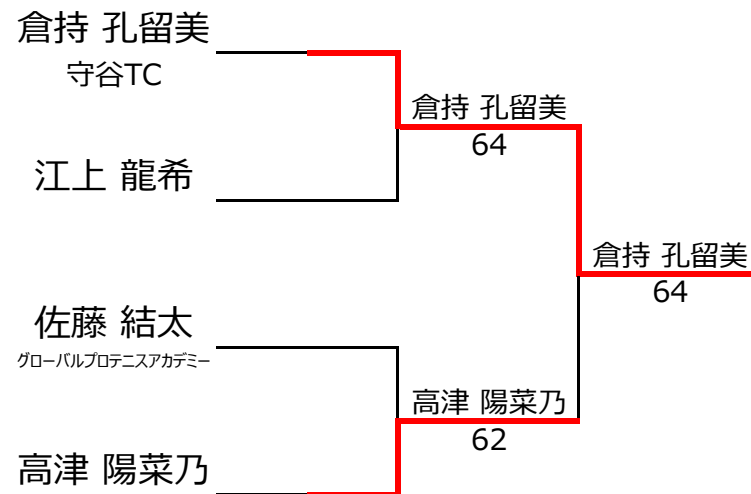 倉持 孔留美
守谷TC
倉持 孔留美
64
江上 龍希
倉持 孔留美
64
佐藤 結太
グローバルプロテニスアカデミー
高津 陽菜乃
62
高津 陽菜乃